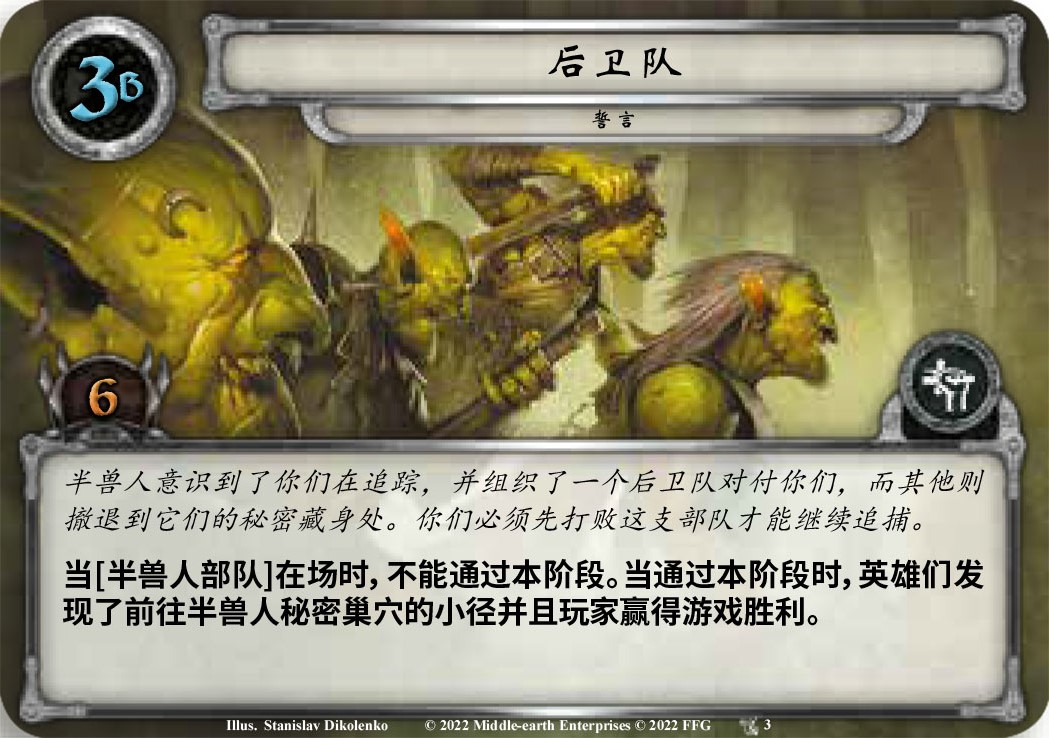 3B
后卫队
誓言
6
半兽人意识到了你们在追踪，并组织了一个后卫队对付你们，而其他则
撤退到它们的秘密藏身处。你们必须先打败这支部队才能继续追捕。
当[半兽人部队]在场时，不能通过本阶段。当通过本阶段时，英雄们发
现了前往半兽人秘密巢穴的小径并且玩家赢得游戏胜利。
Illus. Stanislav Dikolenko © 2022 Middle-earth Enterprises © 2022 FFG 3